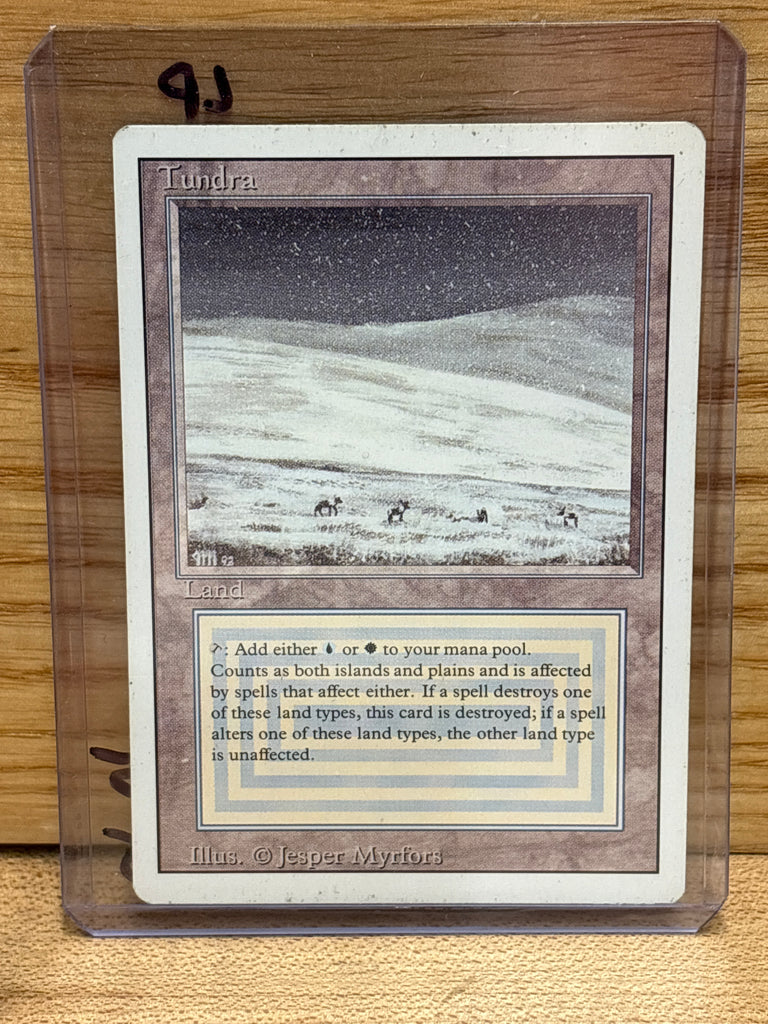 Tundra
Land
: Add either or to your mana pool.
Counts as both islands and plains and is affected
by spells that affect either. If a spell destroys one
of these land types, this card is destroyed; if a spell
alters one of these land types, the other land type
is unaffected.
Illus. © Jesper Myrfors